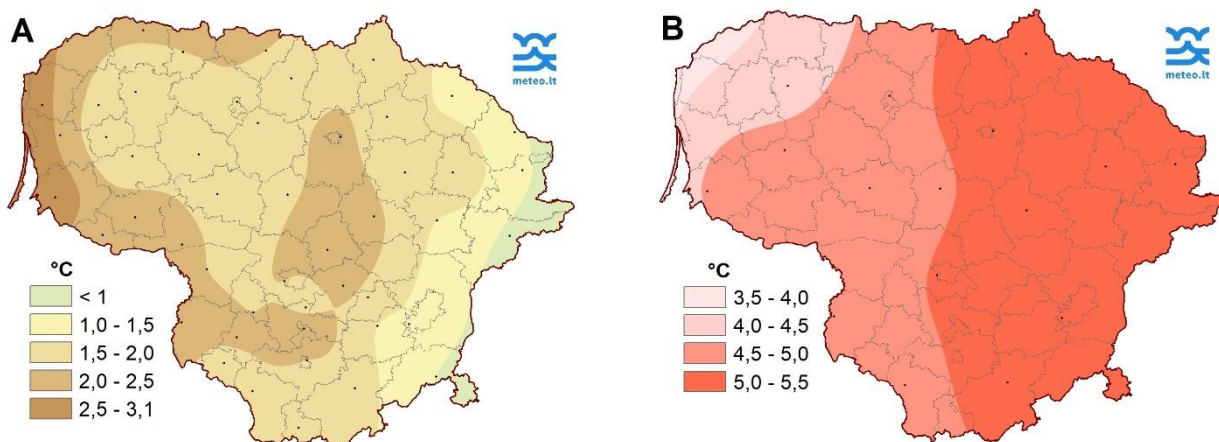 A
meteo.lt
°C
< 1
1,0 - 1,5
1,5 - 2,0
2,0 - 2,5
2,5 - 3,1
B
meteo.lt
°C
3,5 - 4,0
4,0 - 4,5
4,5 - 5,0
5,0 - 5,5